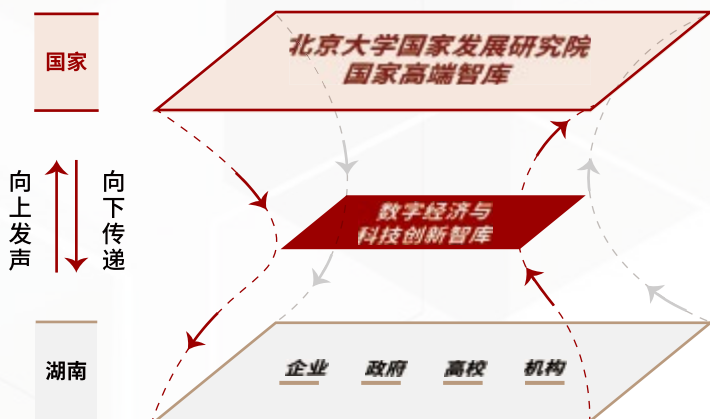 国家
北京大学国家发展研究院
国家高端智库
向上发声
向下传递
数字经济与
科技创新智库
湖南
企业 政府 高校 机构